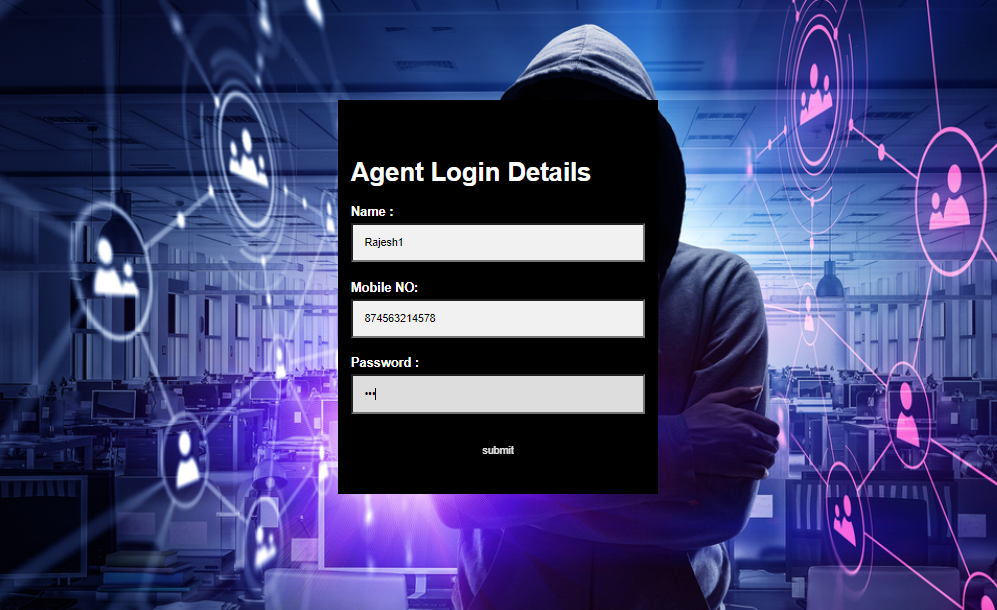 Agent Login Details
Name :
Rajesh1
Mobile NO:
874563214578
Password :
•••
submit